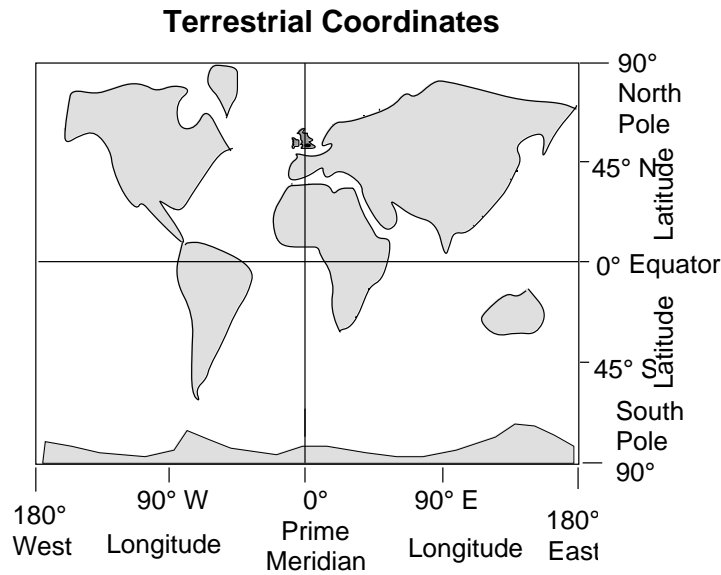 Terrestrial Coordinates
90°
North
Pole
45° N
Latitude
0° Equator
Latitude
45° S
South
Pole
90°
180°
West
90° W
Longitude
0°
Prime
Meridian
90° E
Longitude
180°
East